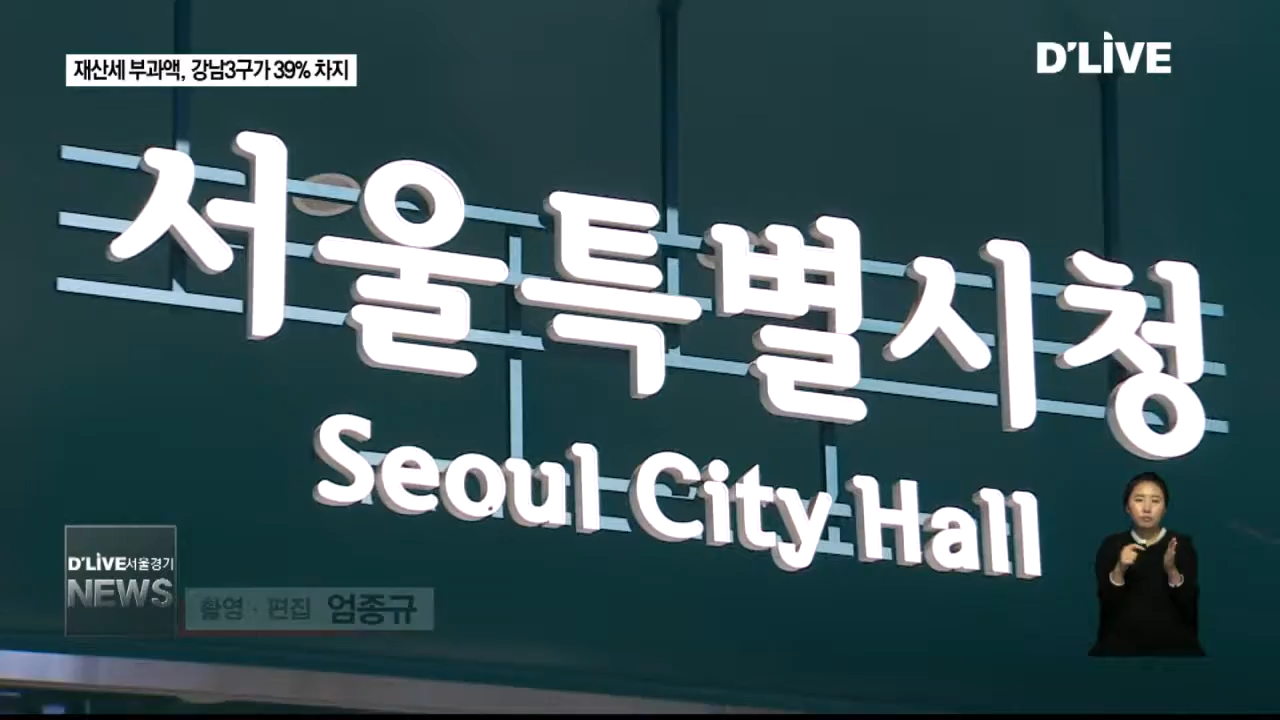 재산세 부과액, 강남3구가 39% 차지
D'LIVE
서울특별시청
Seoul City Hall
D'LIVE서울경기
NEWS
촬영 · 편집 엄종규